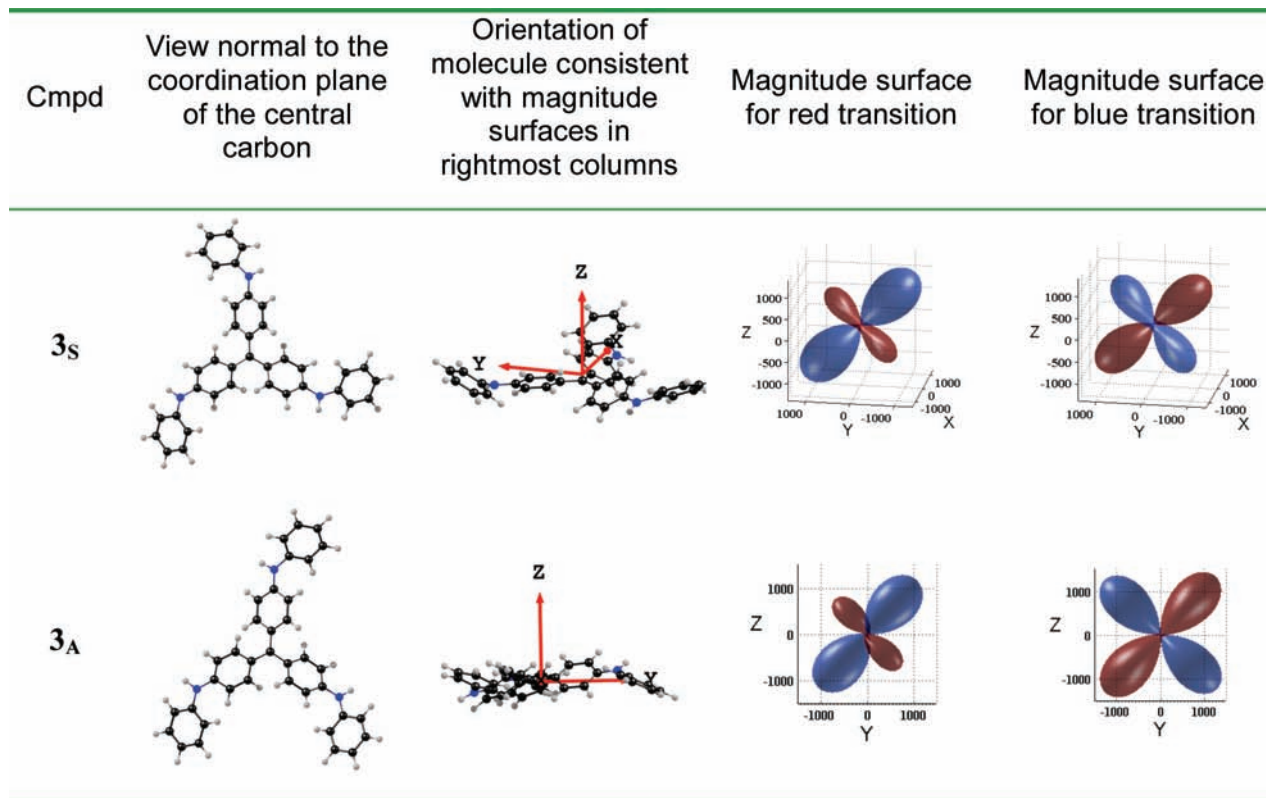 Cmpd
View normal to the
coordination plane
of the central
carbon
Orientation of
molecule consistent
with magnitude
surfaces in
rightmost columns
Magnitude surface
for red transition
Magnitude surface
for blue transition
3S
Z
Y
X
1000
500
Z
0
-500
-1000
1000
0
-1000
Y
1000
0
-1000
X
1000
500
Z
0
-500
-1000
1000
0
-1000
Y
1000
0
-1000
X
3A
Z
Y
1000
Z
0
-1000
-1000
0
1000
Y
1000
Z
0
-1000
-1000
0
1000
Y